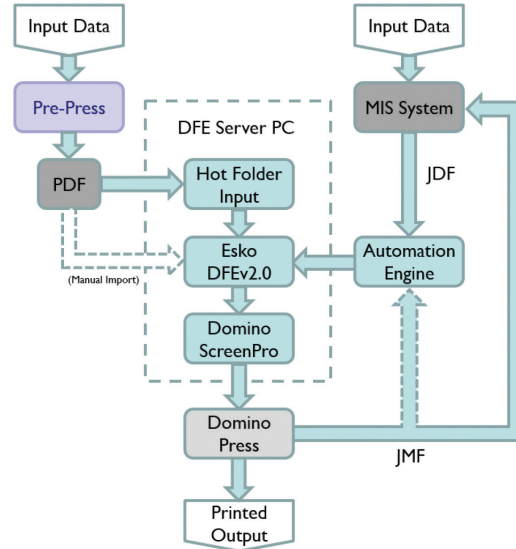 Input Data
Input Data
Pre-Press
MIS System
DFE Server PC
PDF
Hot Folder
Input
JDF
(Manual Import)
Esko
DFEv2.0
Automation
Engine
Domino
ScreenPro
Domino
Press
JMF
Printed
Output